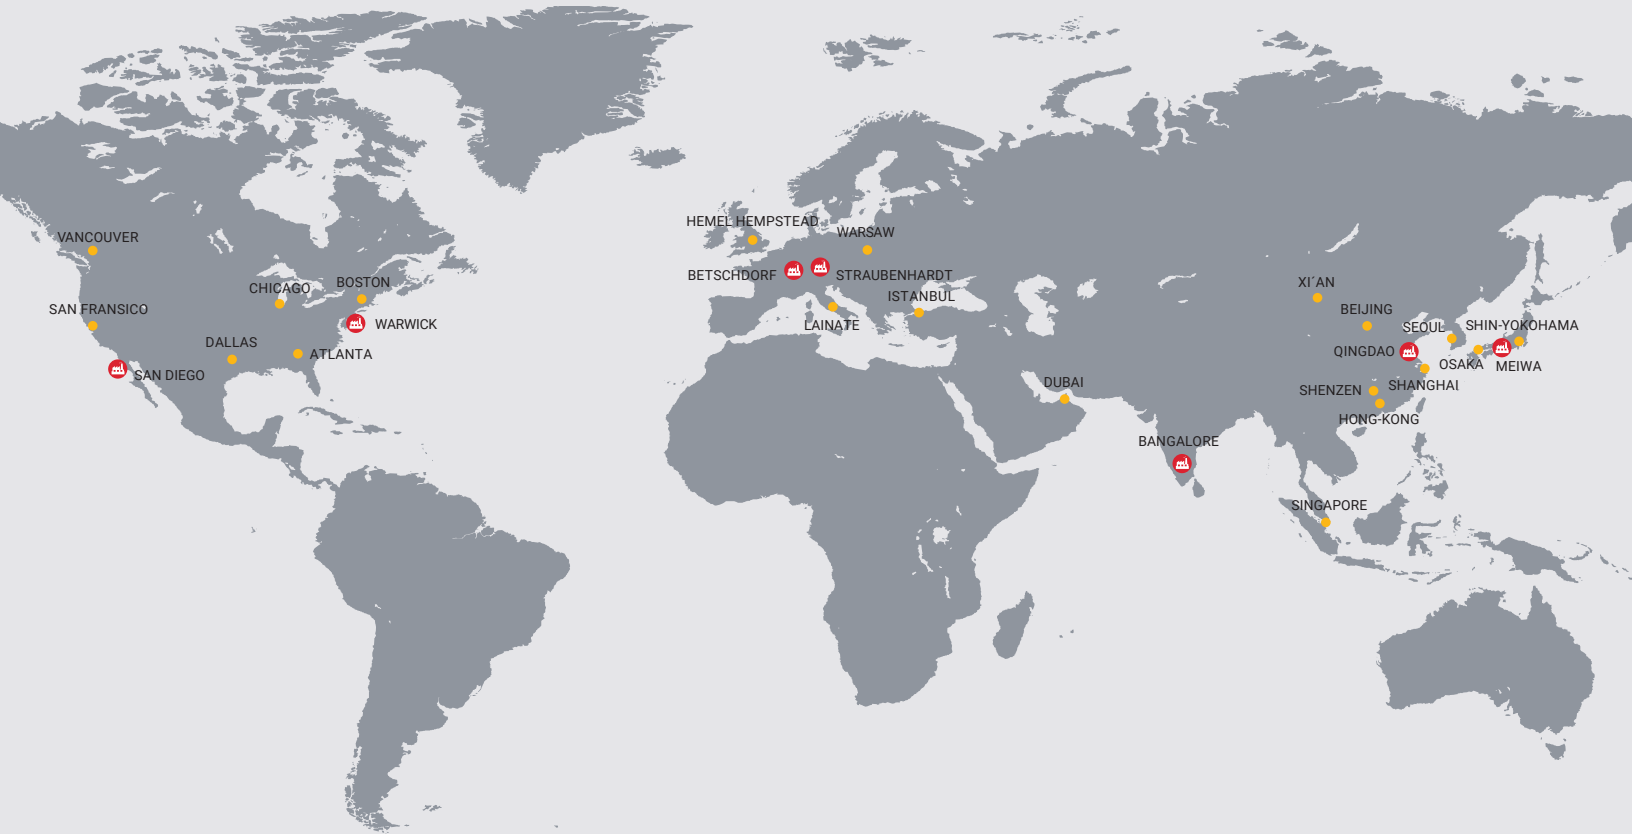 VANCOUVER
SAN FRANSICO
SAN DIEGO
DALLAS
CHICAGO
BOSTON
WARWICK
ATLANTA
HEMEL HEMPSTEAD
WARSAW
BETSCHDORF
STRAUBENHARDT
ISTANBUL
LAINATE
DUBAI
BANGALORE
XI´AN
BEIJING
SEOUL
SHIN-YOKOHAMA
QINGDAO
OSAKA
MEIWA
SHENZEN
SHANGHAI
HONG-KONG
SINGAPORE